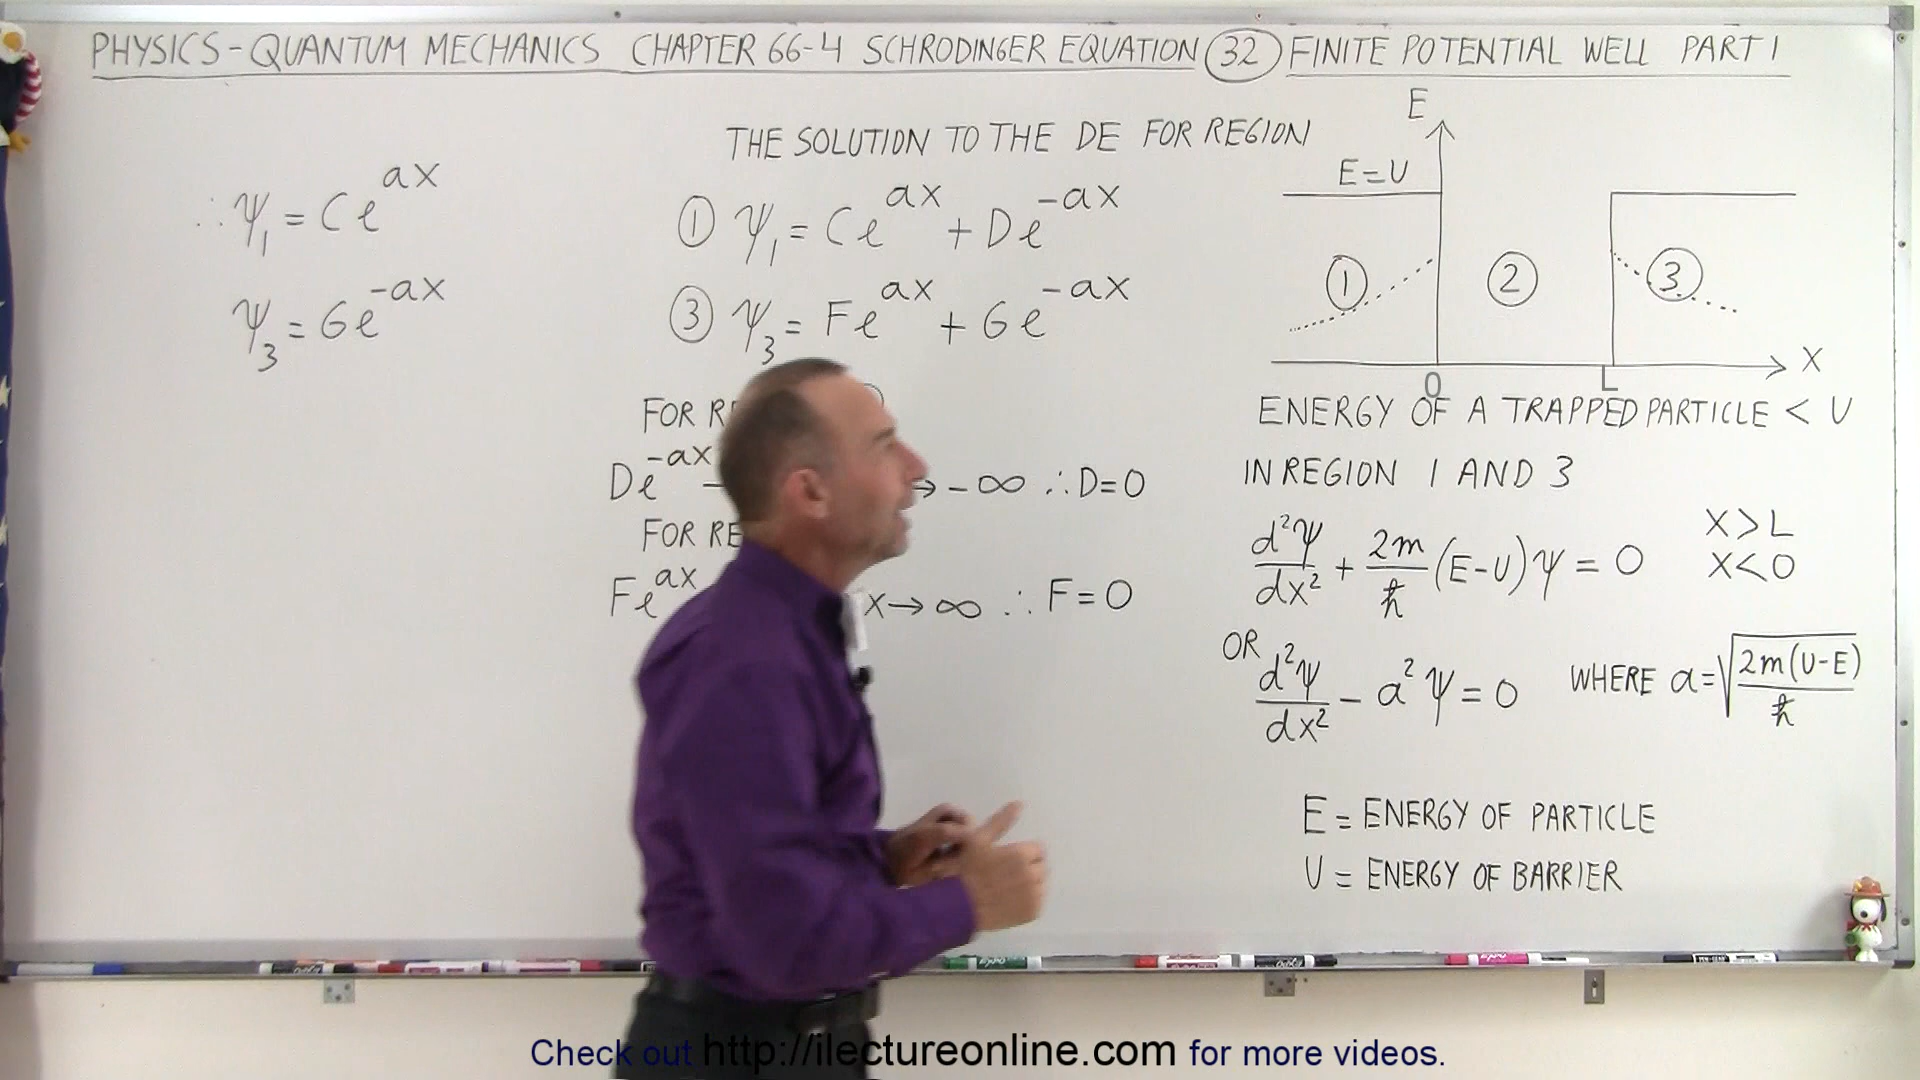 PHYSICS - QUANTUM MECHANICS CHAPTER 66-4 SCHRODINGER EQUATION 32 FINITE POTENTIAL WELL PART 1
∴ ψ₁ = Ce^ax
ψ₃ = Ge^-ax
THE SOLUTION TO THE DE FOR REGION
① ψ₁ = Ce^ax + De^-ax
③ ψ₃ = Fe^ax + Ge^-ax
FOR
De^-ax → -∞ ∴ D=0
FOR
Fe^ax x→∞ ∴ F=0
E
E=U
① ② ③
X
0 L
ENERGY OF A TRAPPED PARTICLE < U
IN REGION 1 AND 3
d²ψ/dx² + 2m/ħ (E-U)ψ = 0 X>L
X<0
OR d²ψ/dx² - a²ψ = 0 WHERE a=√(2m(U-E)/ħ)
E = ENERGY OF PARTICLE
U = ENERGY OF BARRIER
EXPO
Check out http://ilectureonline.com for more videos.